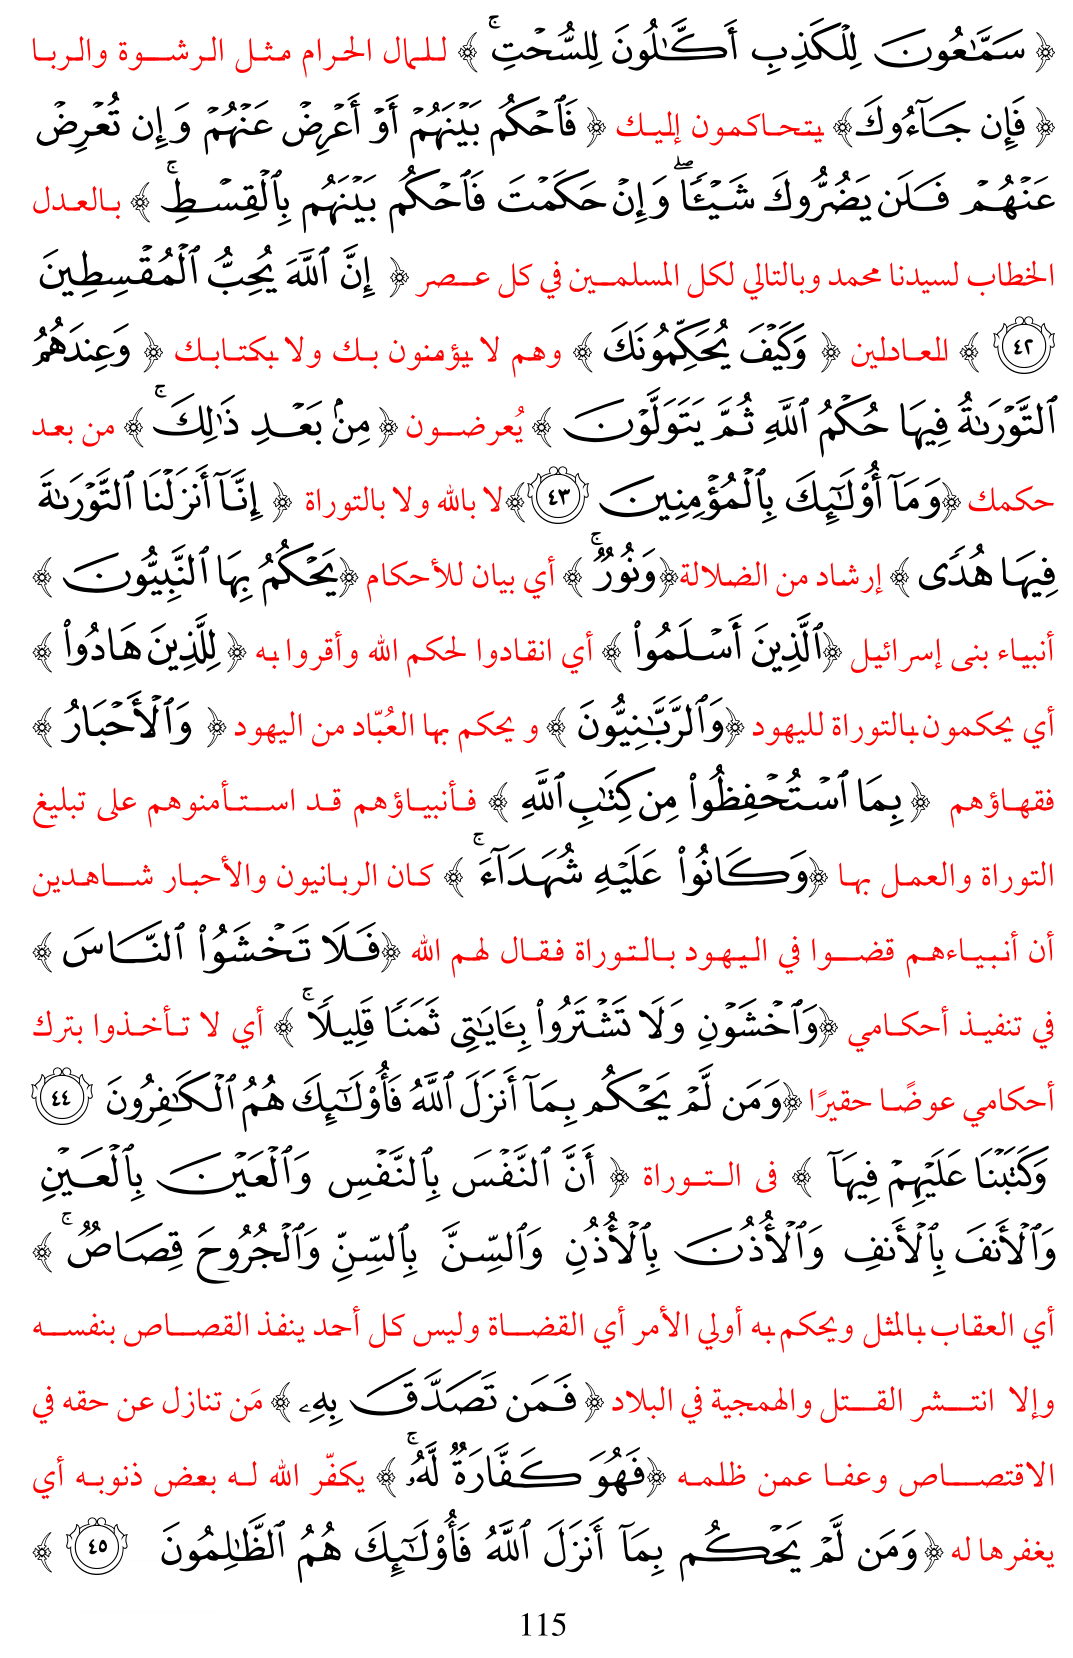 ﴿ سَمَّٰعُونَ لِلْكَذِبِ أَكَّٰلُونَ لِلسُّحْتِ ۚ ﴾ للمال الحرام مثل الرشوة والربا
﴿ فَإِن جَآءُوكَ ﴾ يتحاكمون إليك ﴿ فَٱحْكُم بَيْنَهُمْ أَوْ أَعْرِضْ عَنْهُمْ وَإِن تُعْرِضْ
عَنْهُمْ فَلَن يَضُرُّوكَ شَيْـًٔا ۖ وَإِنْ حَكَمْتَ فَٱحْكُم بَيْنَهُم بِٱلْقِسْطِ ۚ ﴾ بالعدل
الخطاب لسيدنا محمد وبالتالي لكل المسلمين في كل عصر ﴿ إِنَّ ٱللَّهَ يُحِبُّ ٱلْمُقْسِطِينَ
٤٢ ﴾ المعادلين ﴿ وَكَيْفَ يُحَكِّمُونَكَ ﴾ وهم لا يؤمنون بك ولا بكتابك ﴿ وَعِندَهُمُ
ٱلتَّوْرَىٰةُ فِيهَا حُكْمُ ٱللَّهِ ثُمَّ يَتَوَلَّوْنَ ﴾ يُعرضون ﴿ مِنۢ بَعْدِ ذَٰلِكَ ۚ ﴾ من بعد
حكمك ﴿ وَمَآ أُو۟لَـٰٓئِكَ بِٱلْمُؤْمِنِينَ ٤٣ ﴾ لا بالله ولا بالتوراة ﴿ إِنَّآ أَنزَلْنَا ٱلتَّوْرَىٰةَ
فِيهَا هُدًى ﴾ إرشاد من الضلالة ﴿ وَنُورٌ ۚ ﴾ أي بيان للأحكام ﴿ يَحْكُمُ بِهَا ٱلنَّبِيُّونَ ﴾
أنبياء بنى إسرائيل ﴿ ٱلَّذِينَ أَسْلَمُوا۟ ﴾ أي انقادوا لحكم الله وأقروا به ﴿ لِلَّذِينَ هَادُوا۟ ﴾
أي يحكمون بالتوراة لليهود ﴿ وَٱلرَّبَّـٰنِيُّونَ ﴾ و يحكم بها العُبّاد من اليهود ﴿ وَٱلْأَحْبَارُ ﴾
فقهاؤهم ﴿ بِمَا ٱسْتُحْفِظُوا۟ مِن كِتَـٰبِ ٱللَّهِ ﴾ فأنبياؤهم قد استأمنوهم على تبليغ
التوراة والعمل بها ﴿ وَكَانُوا۟ عَلَيْهِ شُهَدَآءَ ۚ ﴾ كان الربانيون والأحبار شاهدين
أن أنبياءهم قضوا في اليهود بالتوراة فقال لهم الله ﴿ فَلَا تَخْشَوُا۟ ٱلنَّاسَ ﴾
في تنفيذ أحكامي ﴿ وَٱخْشَوْنِ وَلَا تَشْتَرُوا۟ بِـَٔايَـٰتِى ثَمَنًا قَلِيلًا ۚ ﴾ أي لا تأخذوا بترك
أحكامي عوضًا حقيرًا ﴿ وَمَن لَّمْ يَحْكُم بِمَآ أَنزَلَ ٱللَّهُ فَأُو۟لَـٰٓئِكَ هُمُ ٱلْكَـٰفِرُونَ ٤٤
وَكَتَبْنَا عَلَيْهِمْ فِيهَآ ﴾ فى التوراة ﴿ أَنَّ ٱلنَّفْسَ بِٱلنَّفْسِ وَٱلْعَيْنَ بِٱلْعَيْنِ
وَٱلْأَنفَ بِٱلْأَنفِ وَٱلْأُذُنَ بِٱلْأُذُنِ وَٱلسِّنَّ بِٱلسِّنِّ وَٱلْجُرُوحَ قِصَاصٌ ۚ ﴾
أي العقاب بالمثل ويحكم به أولي الأمر أي القضاة وليس كل أحد ينفذ القصاص بنفسه
وإلا انتشر القتل والهمجية في البلاد ﴿ فَمَن تَصَدَّقَ بِهِۦ ﴾ مَن تنازل عن حقه في
الاقتصاص وعفا عمن ظلمه ﴿ فَهُوَ كَفَّارَةٌ لَّهُۥ ۚ ﴾ يكفّر الله له بعض ذنوبه أي
يغفرها له ﴿ وَمَن لَّمْ يَحْكُم بِمَآ أَنزَلَ ٱللَّهُ فَأُو۟لَـٰٓئِكَ هُمُ ٱلظَّـٰلِمُونَ ٤٥ ﴾
115